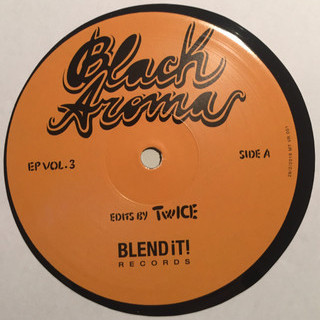 Black
Aroma
EP VOL.3
SIDE A
EDITS BY TWICE
BLEND iT!
RECORDS